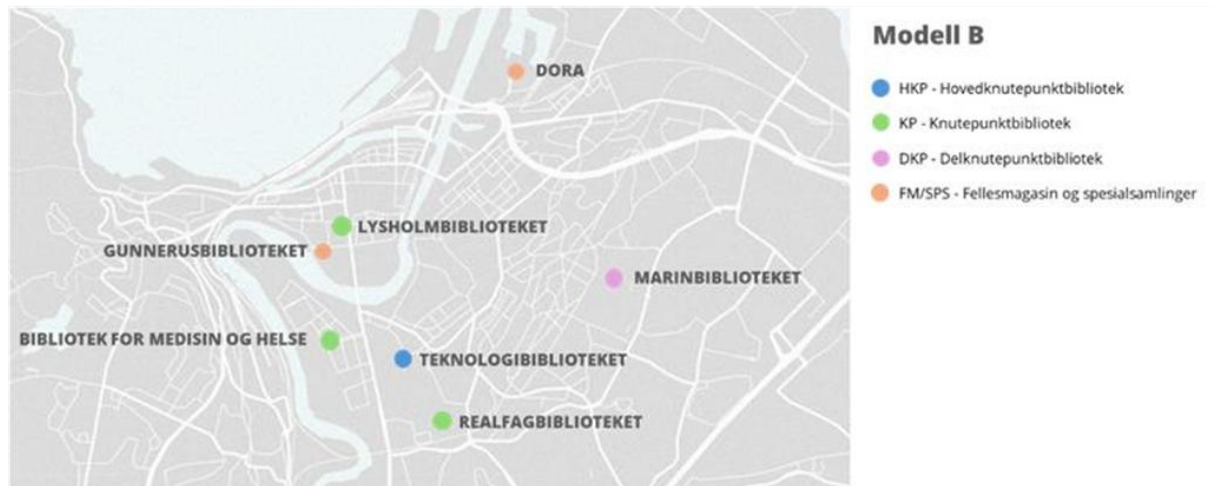 Modell B
HKP - Hovedknutepunktbibliotek
KP - Knutepunktbibliotek
DKP - Delknutepunktbibliotek
FM/SPS - Fellesmagasin og spesialsamlinger
DORA
LYSHOLMBIBLIOTEKET
GUNNERUSBIBLIOTEKET
MARINBIBLIOTEKET
BIBLIOTEK FOR MEDISIN OG HELSE
TEKNOLOGIBIBLIOTEKET
REALFAGBIBLIOTEKET